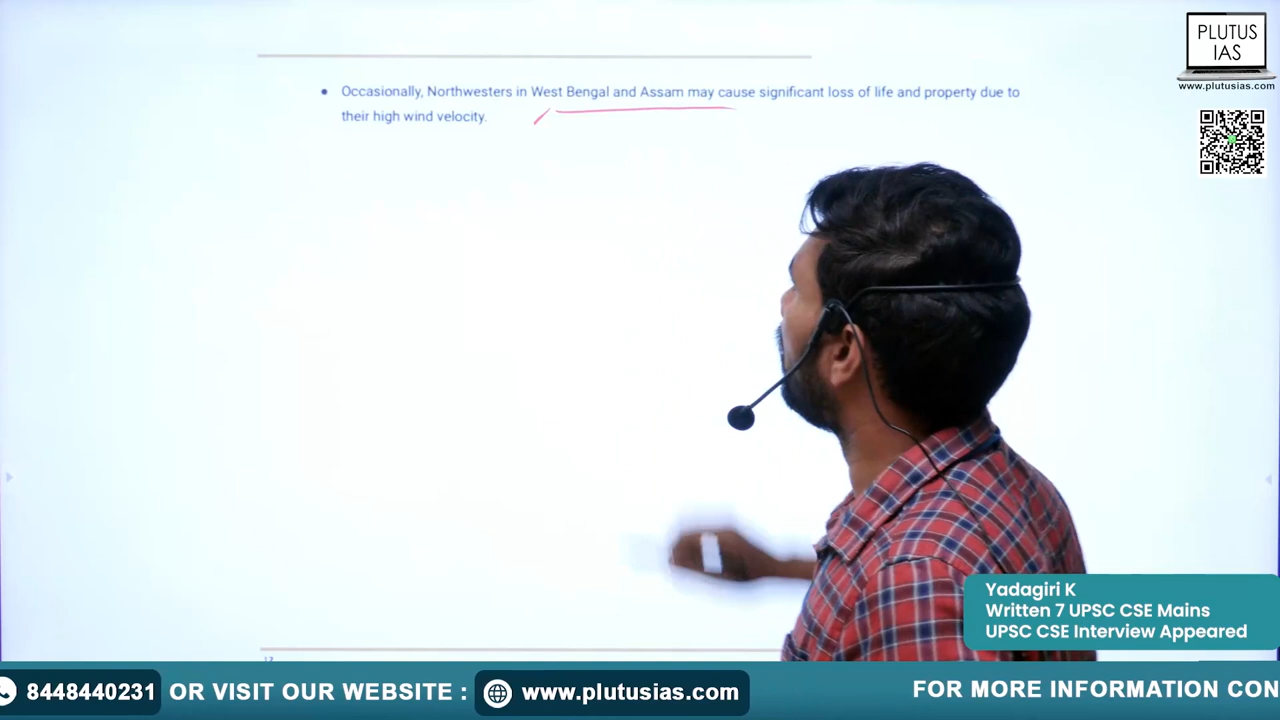 PLUTUS
IAS
www.plutusias.com
Occasionally, Northwesters in West Bengal and Assam may cause significant loss of life and property due to
their high wind velocity.
Yadagiri K
Written 7 UPSC CSE Mains
UPSC CSE Interview Appeared
17
8448440231 OR VISIT OUR WEBSITE : www.plutusias.com FOR MORE INFORMATION CON